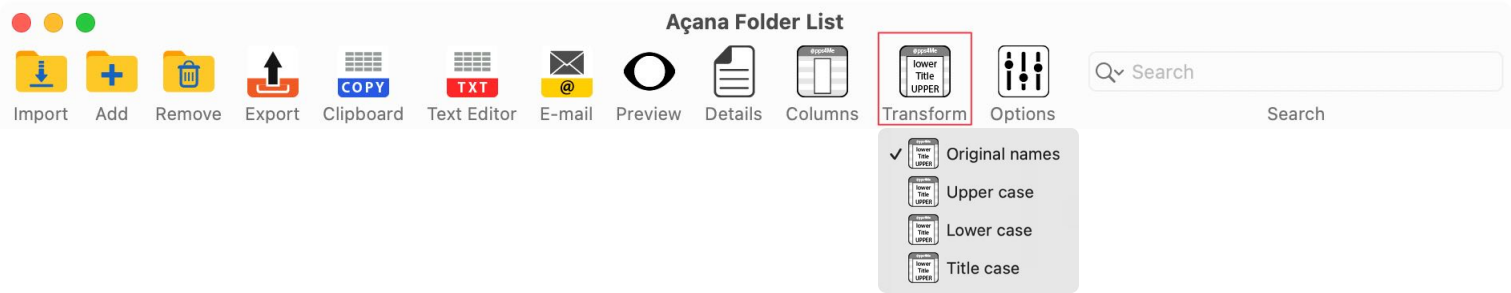 Açana Folder List
COPY
TXT
@
@pps4Me
lower
Title
UPPER
Search
Import Add Remove Export Clipboard Text Editor E-mail Preview Details Columns Transform Options Search
✓ Original names
Upper case
Lower case
Title case